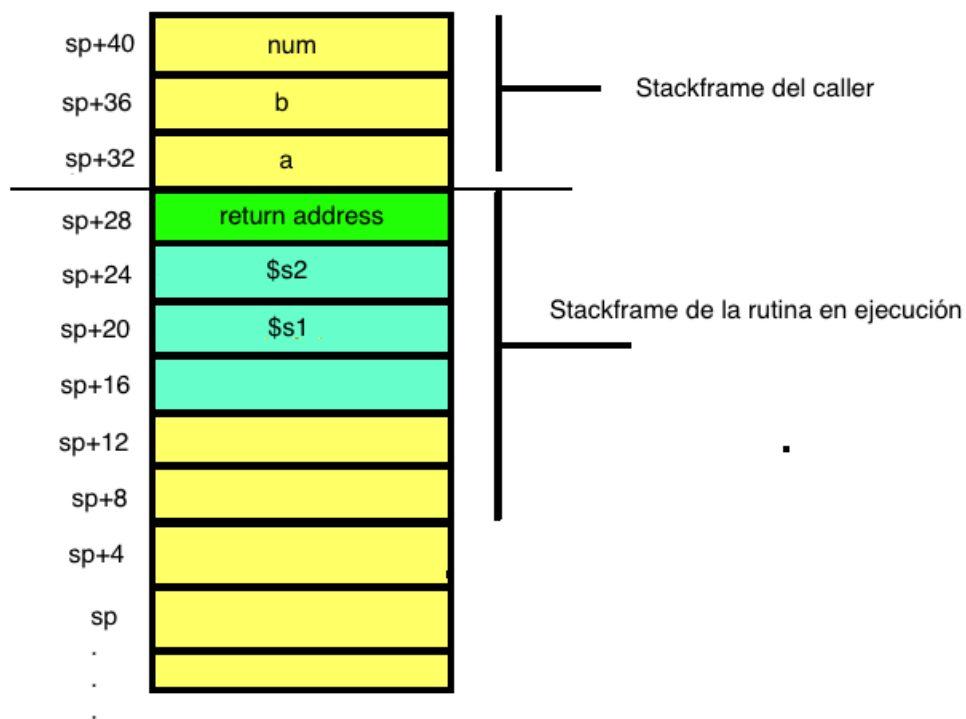 sp+40 num
sp+36 b
sp+32 a
Stackframe del caller
sp+28 return address
sp+24 $s2
sp+20 $s1
sp+16
sp+12
sp+8
sp+4
sp
.
.
.
Stackframe de la rutina en ejecución